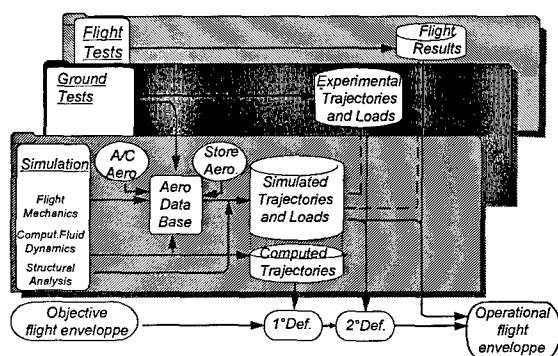 Flight
Tests
Flight
Results
Ground
Tests
Experimental
Trajectories
and Loads
Simulation
A/C
Aero
Store
Aero.
Aero
Data
Base
Simulated
Trajectories
and Loads
Flight
Mechanics
Comput.Fluid
Dynamics
Structural
Analysis
Computed
Trajectories
Objective
flight enveloppe
1°Def.
2°Def.
Operational
flight
enveloppe